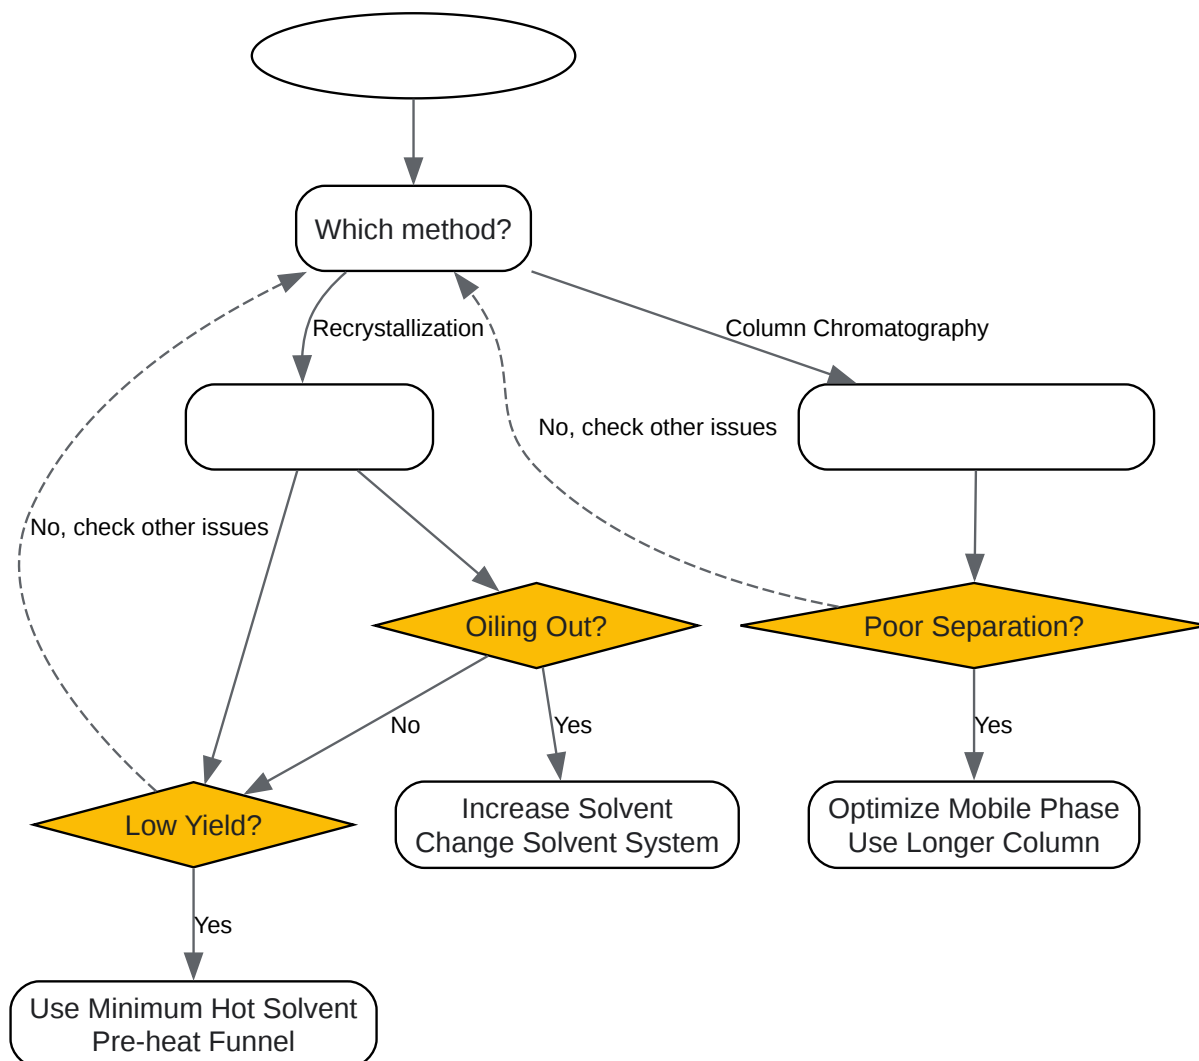 Which method?
Recrystallization
Column Chromatography
No, check other issues
No, check other issues
Oiling Out?
Poor Separation?
No
Yes
Yes
Low Yield?
Increase Solvent
Change Solvent System
Optimize Mobile Phase
Use Longer Column
Yes
Use Minimum Hot Solvent
Pre-heat Funnel